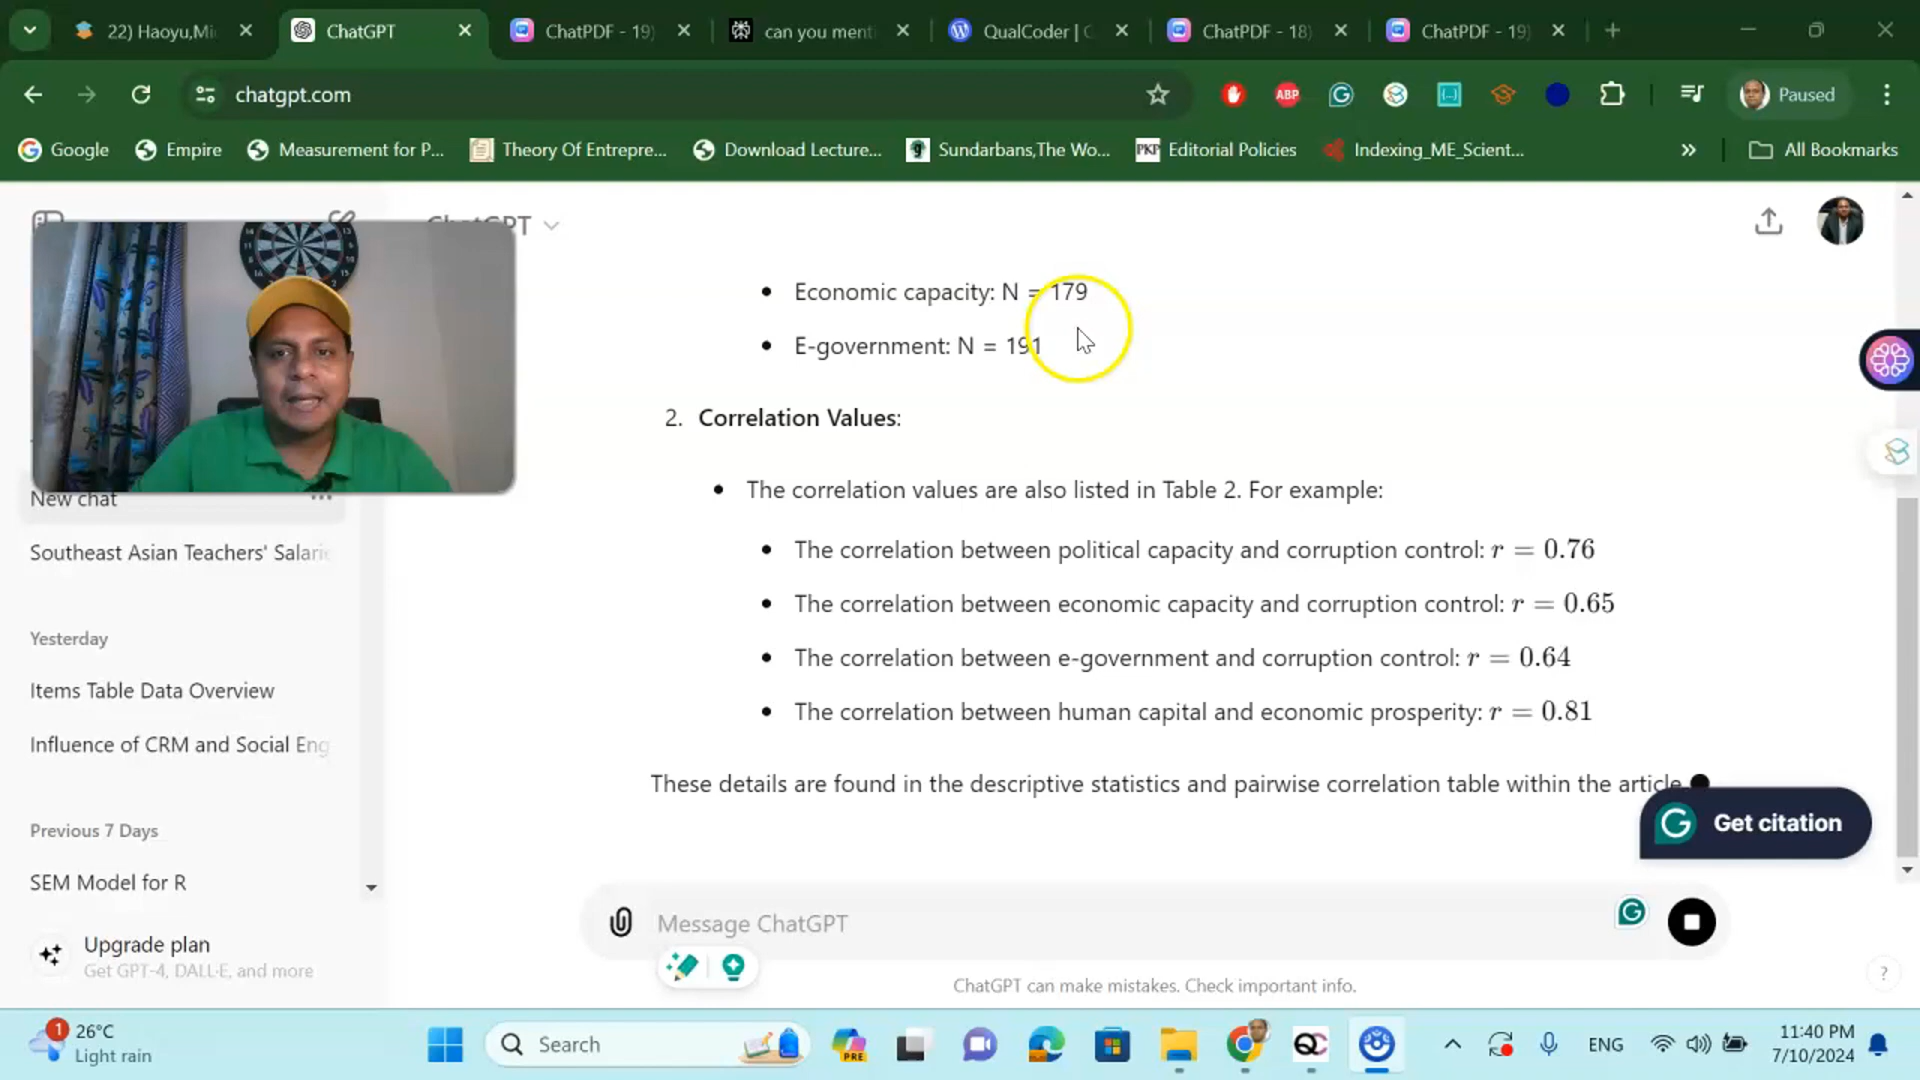 22) Haoyu,Mi
ChatGPT
ChatPDF - 19)
can you ment
QualCoder | C
ChatPDF - 18)
ChatPDF - 19)
chatgpt.com
ABP
Paused
Google
Empire
Measurement for P...
Theory Of Entrepre...
Download Lecture...
Sundarbans,The Wo...
PKP
Editorial Policies
Indexing_ME_Scient...
»
All Bookmarks
ChatGPT
Economic capacity: N = 179
E-government: N = 191
2. Correlation Values:
The correlation values are also listed in Table 2. For example:
The correlation between political capacity and corruption control: r = 0.76
The correlation between economic capacity and corruption control: r = 0.65
The correlation between e-government and corruption control: r = 0.64
The correlation between human capital and economic prosperity: r = 0.81
These details are found in the descriptive statistics and pairwise correlation table within the article
New chat
Southeast Asian Teachers' Salarie
Yesterday
Items Table Data Overview
Influence of CRM and Social Eng
Previous 7 Days
SEM Model for R
Upgrade plan
Get GPT-4, DALL·E, and more
Get citation
Message ChatGPT
ChatGPT can make mistakes. Check important info.
?
1
26°C
Light rain
Search
PRE
QC
ENG
11:40 PM
7/10/2024